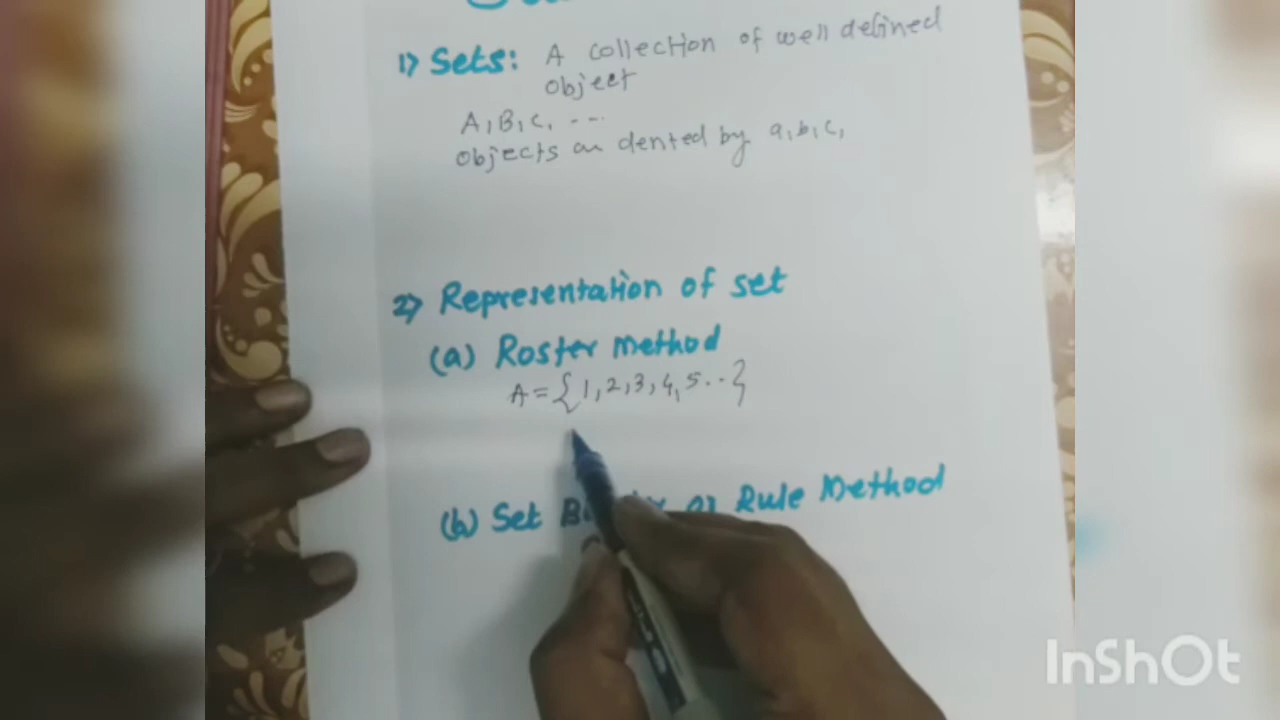 1) Sets: A collection of well defined
object
A, B, C, ...
objects are dented by a, b, c,
2) Representation of set
(a) Roster method
A = {1, 2, 3, 4, 5..}
(b) Set or Rule Method
InShOt